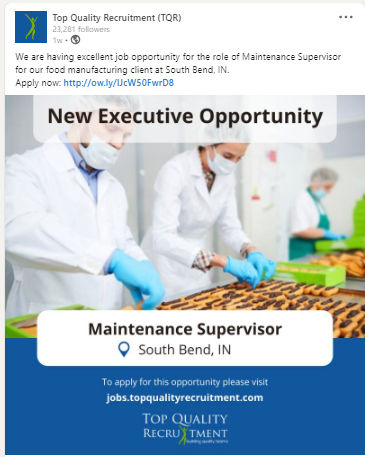 Top Quality Recruitment (TQR)
23,281 followers
1w •
We are having excellent job opportunity for the role of Maintenance Supervisor
for our food manufacturing client at South Bend, IN.
Apply now: http://ow.ly/IJcW50FwrD8
New Executive Opportunity
Maintenance Supervisor
South Bend, IN
To apply for this opportunity please visit
jobs.topqualityrecruitment.com
TOP QUALITY
RECRUITMENT
building quality teams